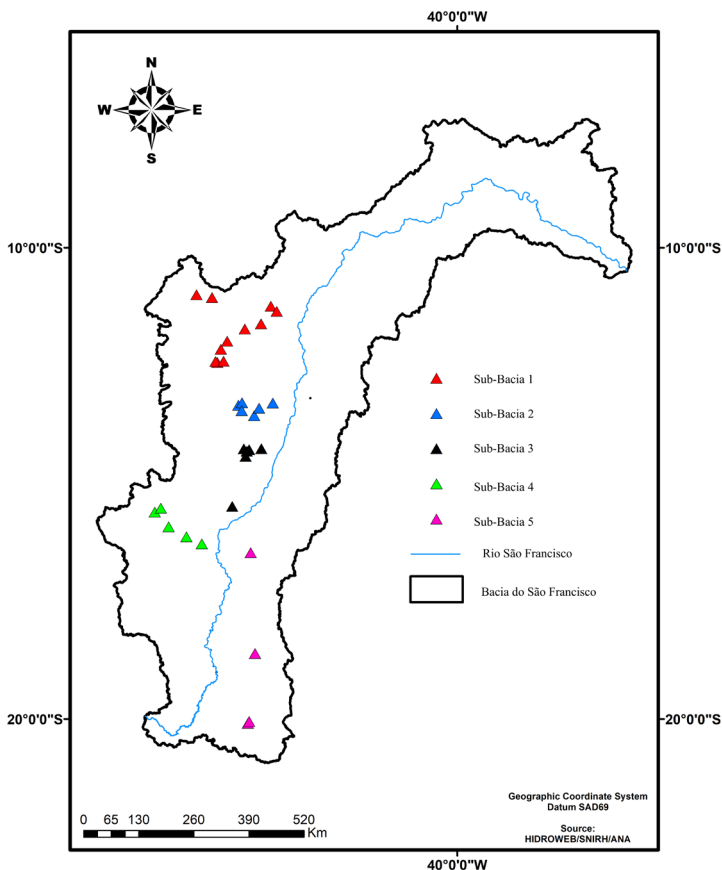 40°0'0"W
N
W
E
S
10°0'0"S
10°0'0"S
Sub-Bacia 1
Sub-Bacia 2
Sub-Bacia 3
Sub-Bacia 4
Sub-Bacia 5
Rio São Francisco
Bacia do São Francisco
20°0'0"S
20°0'0"S
Geographic Coordinate System
Datum SAD69
Source:
HIDROWEB/SNIRH/ANA
0 65 130 260 390 520
Km
40°0'0"W